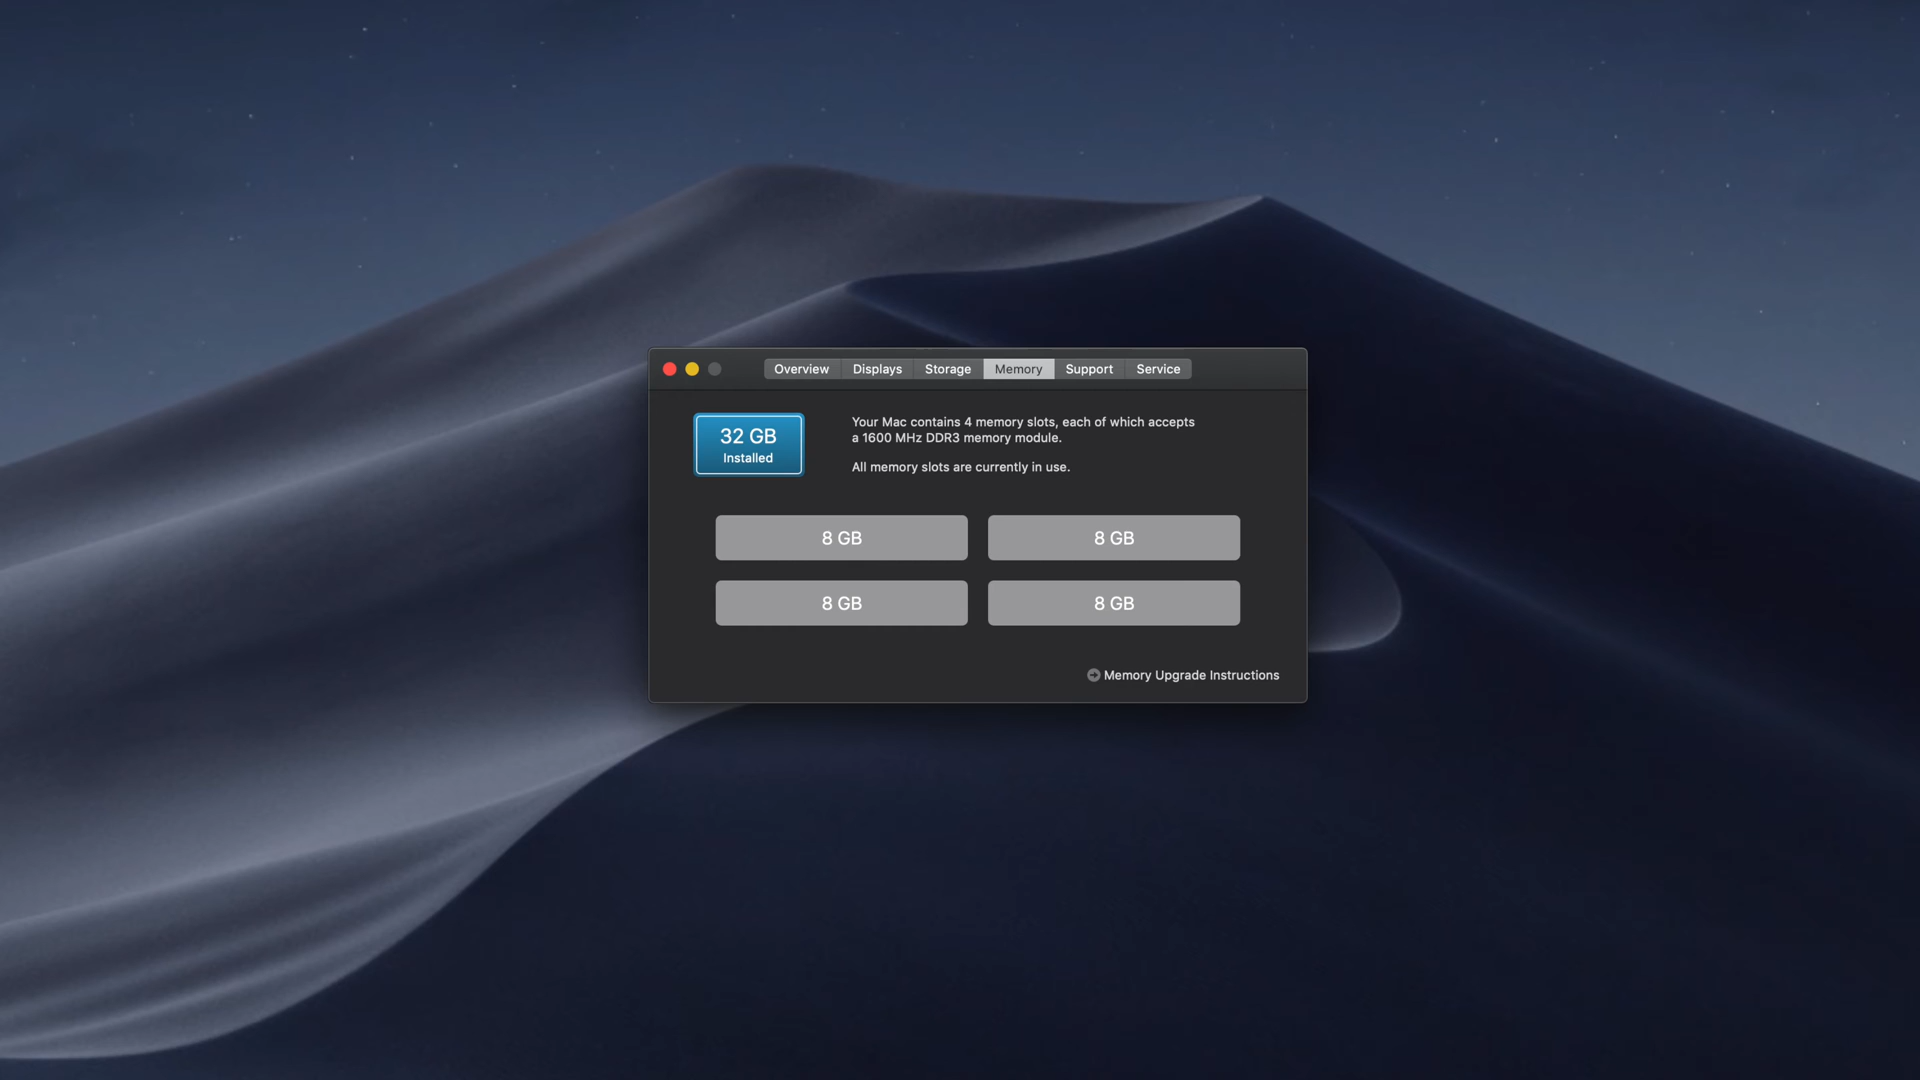 Overview Displays Storage Memory Support Service
32 GB
Installed
Your Mac contains 4 memory slots, each of which accepts
a 1600 MHz DDR3 memory module.
All memory slots are currently in use.
8 GB 8 GB
8 GB 8 GB
Memory Upgrade Instructions